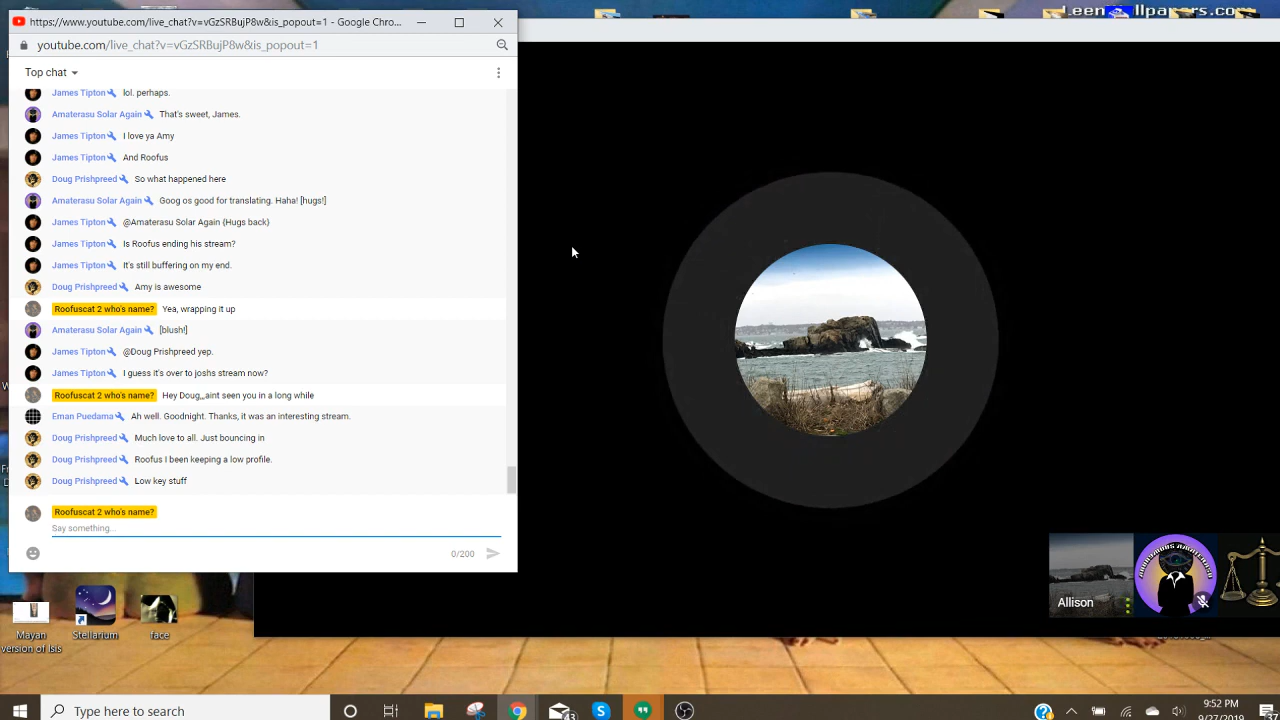 https://www.youtube.com/live_chat?v=vGzSRBujP8w&is_popout=1 - Google Chro...
youtube.com/live_chat?v=vGzSRBujP8w&is_popout=1
Top chat
James Tipton lol. perhaps.
Amaterasu Solar Again That's sweet, James.
James Tipton I love ya Amy
James Tipton And Roofus
Doug Prishpreed So what happened here
Amaterasu Solar Again Goog os good for translating. Haha! [hugs!]
James Tipton @Amaterasu Solar Again {Hugs back}
James Tipton Is Roofus ending his stream?
James Tipton It's still buffering on my end.
Doug Prishpreed Amy is awesome
Roofuscat 2 who's name? Yea, wrapping it up
Amaterasu Solar Again [blush!]
James Tipton @Doug Prishpreed yep.
James Tipton I guess it's over to joshs stream now?
Roofuscat 2 who's name? Hey Doug,,,aint seen you in a long while
Eman Puedama Ah well. Goodnight. Thanks, it was an interesting stream.
Doug Prishpreed Much love to all. Just bouncing in
Doug Prishpreed Roofus I been keeping a low profile.
Doug Prishpreed Low key stuff
Roofuscat 2 who's name?
Say something...
0/200
Allison
Mayan
version of Isis
Stellarium
face
Type here to search
43
9:52 PM
9/27/2019